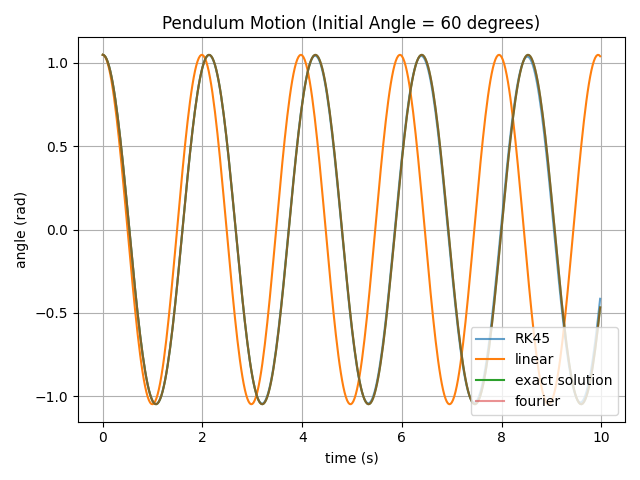 Pendulum Motion (Initial Angle = 60 degrees)
angle (rad)
1.0
0.5
0.0
−0.5
−1.0
0 2 4 6 8 10
time (s)
RK45
linear
exact solution
fourier